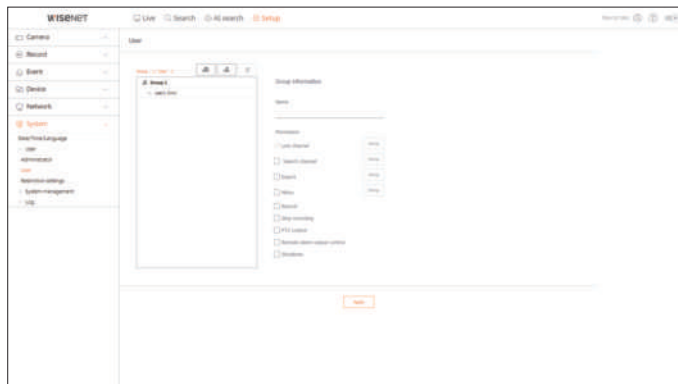 WISENET
Live Search AI search Setup
Camera
Record
Event
Device
Network
System
Date/Time/Language
User
Administrator
User
Restriction settings
System management
Log
User
Group 1
Group information
Name
Permission
Live channel
Search channel
Export
Menu
Record
Stop recording
PTZ control
Remote alarm output control
Shutdown
Apply